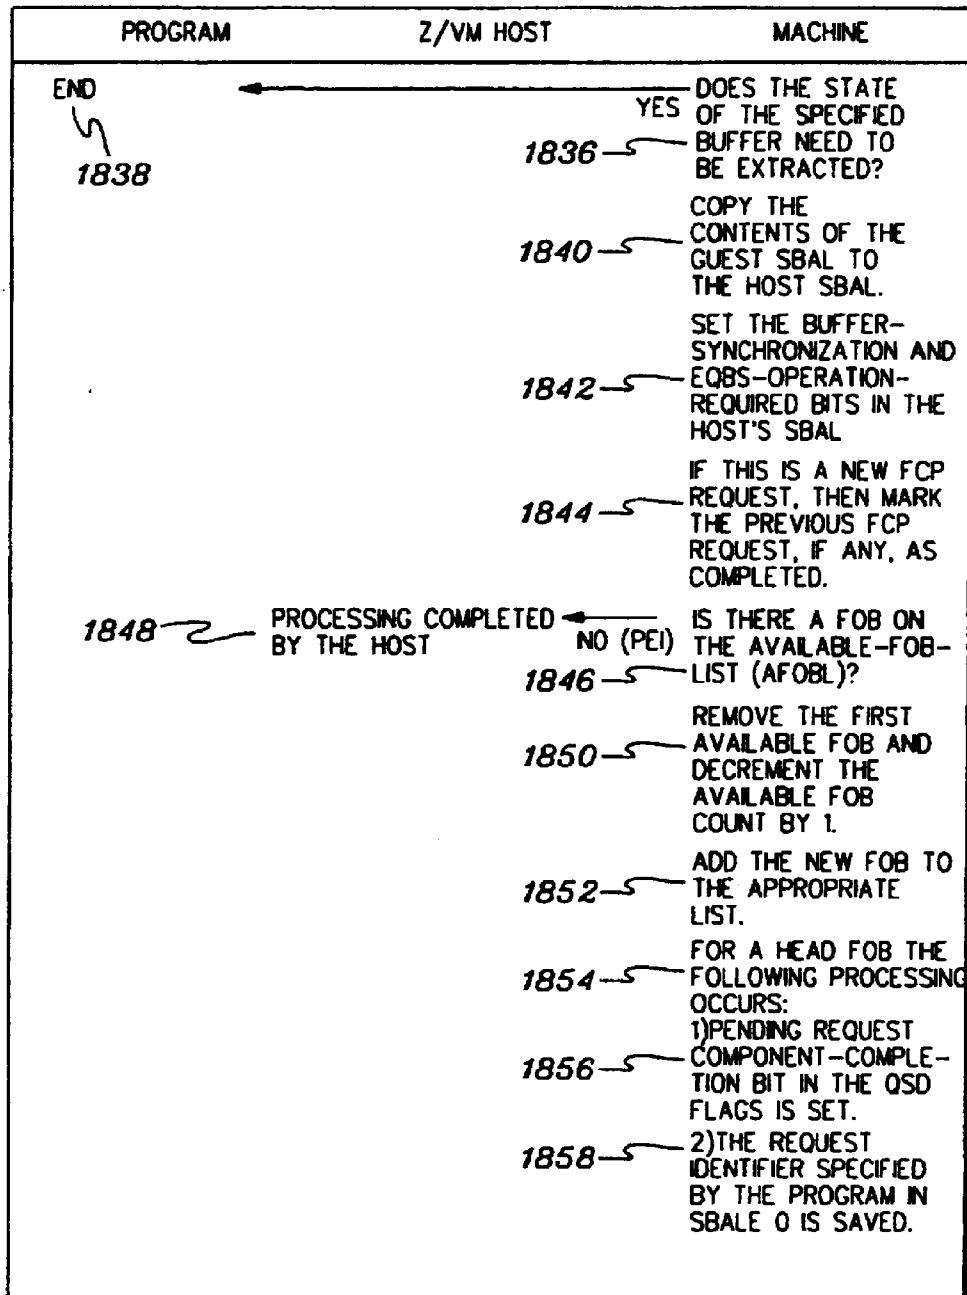 PROGRAM Z/VM HOST MACHINE
END
1838
YES
1836
DOES THE STATE
OF THE SPECIFIED
BUFFER NEED TO
BE EXTRACTED?
1840
COPY THE
CONTENTS OF THE
GUEST SBAL TO
THE HOST SBAL.
1842
SET THE BUFFER-
SYNCHRONIZATION AND
EQBS-OPERATION-
REQUIRED BITS IN THE
HOST'S SBAL
1844
IF THIS IS A NEW FCP
REQUEST, THEN MARK
THE PREVIOUS FCP
REQUEST, IF ANY, AS
COMPLETED.
1848
PROCESSING COMPLETED
BY THE HOST
NO (PEI)
1846
IS THERE A FOB ON
THE AVAILABLE-FOB-
LIST (AFOBL)?
1850
REMOVE THE FIRST
AVAILABLE FOB AND
DECREMENT THE
AVAILABLE FOB
COUNT BY 1.
1852
ADD THE NEW FOB TO
THE APPROPRIATE
LIST.
1854
FOR A HEAD FOB THE
FOLLOWING PROCESSING
OCCURS:
1856
1)PENDING REQUEST
COMPONENT-COMPLE-
TION BIT IN THE QSD
FLAGS IS SET.
1858
2)THE REQUEST
IDENTIFIER SPECIFIED
BY THE PROGRAM IN
SBALE 0 IS SAVED.